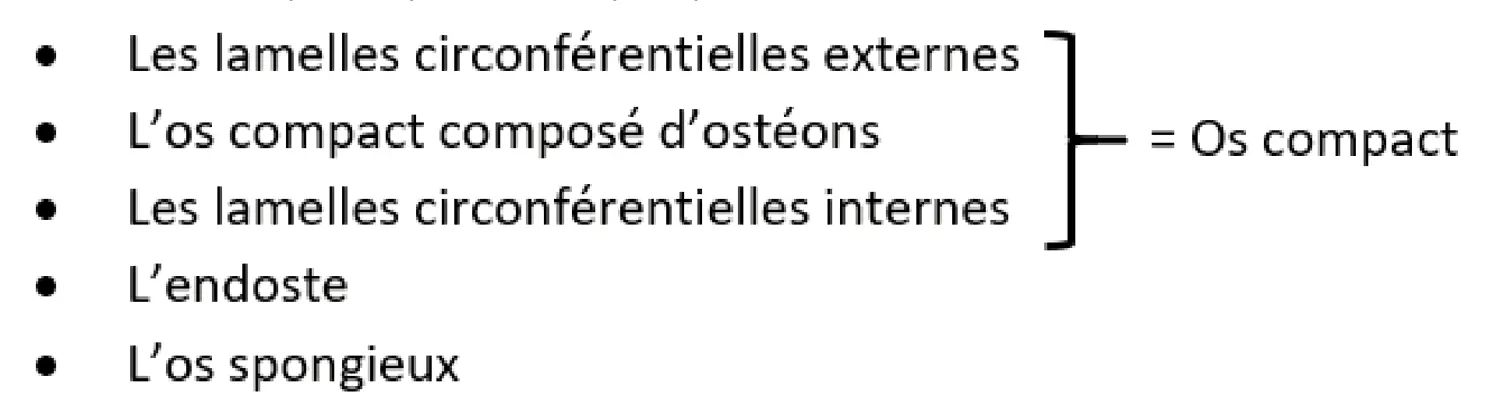 • Les lamelles circonférentielles externes
• L’os compact composé d’ostéons
= Os compact
• Les lamelles circonférentielles internes
• L’endoste
• L’os spongieux